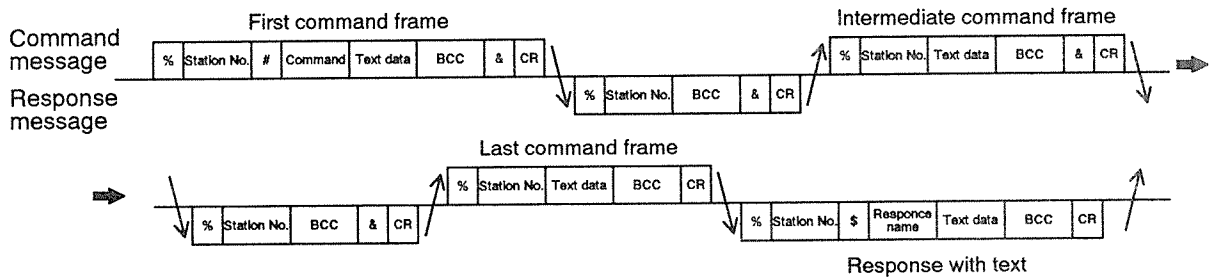 First command frame
Intermediate command frame
Command message
% Station No. # Command Text data BCC & CR
% Station No. Text data BCC & CR
Response message
% Station No. BCC & CR
Last command frame
% Station No. Text data BCC CR
% Station No. BCC & CR
% Station No. $ Responce name Text data BCC CR
Response with text